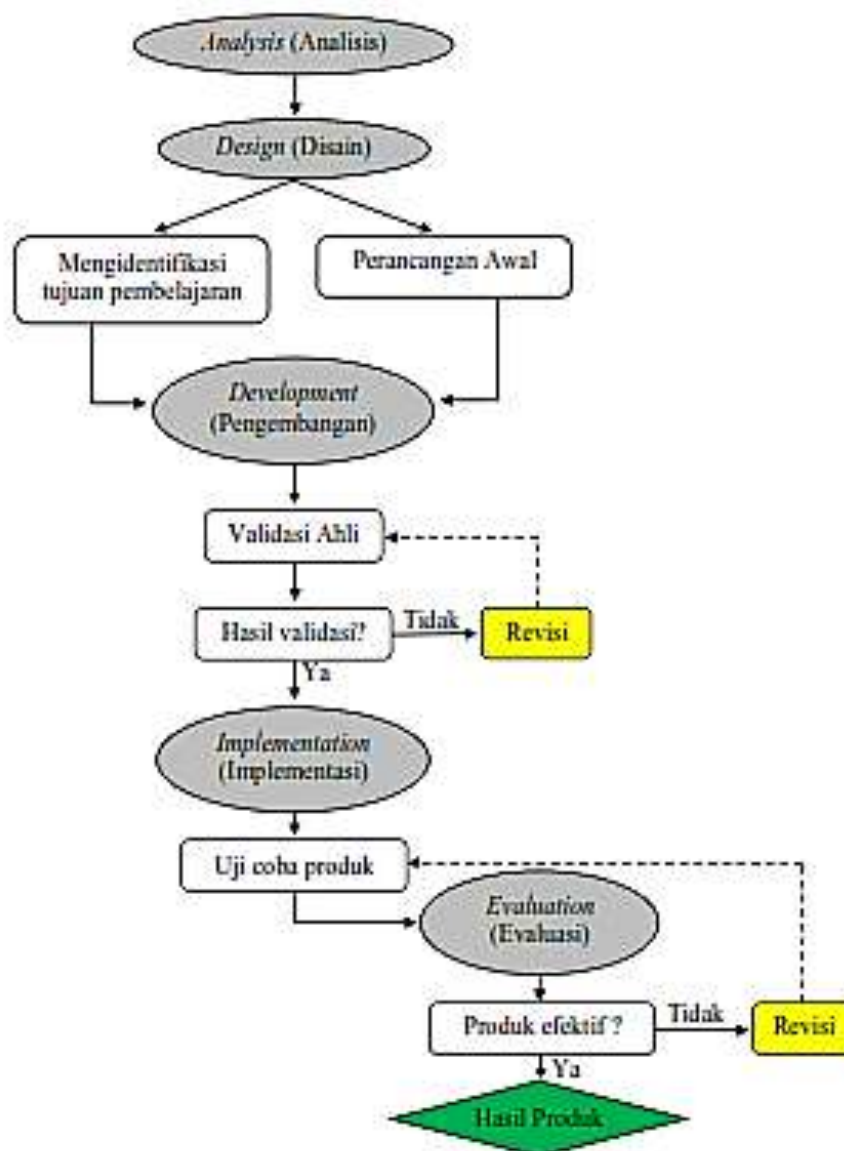 Analysis (Analisis)
Design (Disain)
Mengidentifikasi
tujuan pembelajaran
Perancangan Awal
Development
(Pengembangan)
Validasi Ahli
Hasil validasi?
Tidak
Revisi
Ya
Implementation
(Implementasi)
Uji coba produk
Evaluation
(Evaluasi)
Produk efektif ?
Tidak
Revisi
Ya
Hasil Produk